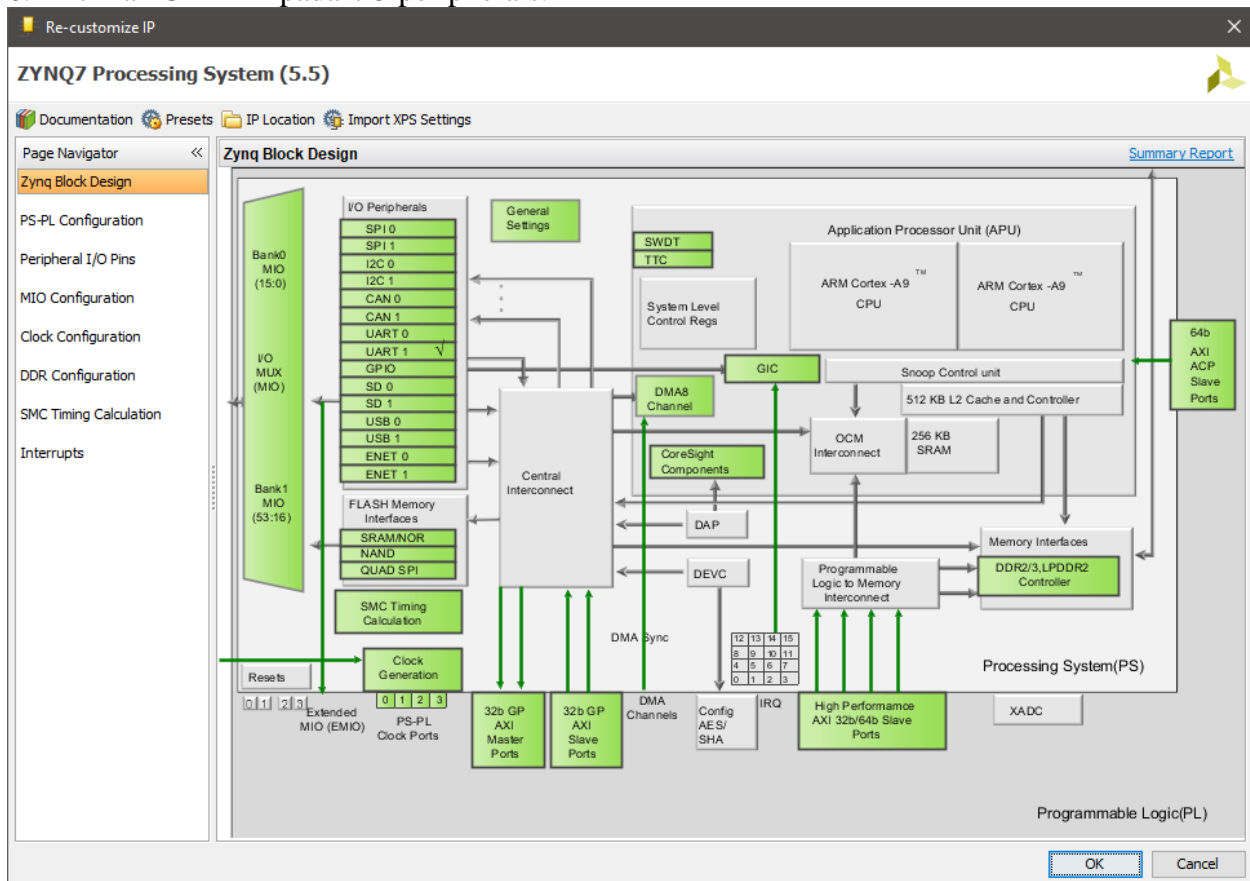 Re-customize IP
ZYNQ7 Processing System (5.5)
Documentation Presets IP Location Import XPS Settings
Page Navigator
Zynq Block Design
PS-PL Configuration
Peripheral I/O Pins
MIO Configuration
Clock Configuration
DDR Configuration
SMC Timing Calculation
Interrupts
Zynq Block Design
Summary Report
Bank0
MIO
(15:0)
I/O
MUX
(MIO)
Bank1
MIO
(53:16)
I/O Peripherals
SPI 0
SPI 1
I2C 0
I2C 1
CAN 0
CAN 1
UART 0
UART 1 √
GPIO
SD 0
SD 1
USB 0
USB 1
ENET 0
ENET 1
FLASH Memory
Interfaces
SRAM/NOR
NAND
QUAD SPI
SMC Timing
Calculation
General
Settings
Application Processor Unit (APU)
SWDT
TTC
System Level
Control Regs
ARM Cortex -A9 ™
CPU
ARM Cortex -A9 ™
CPU
GIC
Snoop Control unit
DMA8
Channel
512 KB L2 Cache and Controller
OCM
Interconnect
256 KB
SRAM
CoreSight
Components
Central
Interconnect
DAP
DEVC
Programmable
Logic to Memory
Interconnect
Memory Interfaces
DDR2/3,LPDDR2
Controller
64b
AXI
ACP
Slave
Ports
DMA Sync
12 13 14 15
8 9 10 11
4 5 6 7
0 1 2 3
Processing System(PS)
Resets
0 1 2 3
Clock
Generation
0 1 2 3
Extended
MIO (EMIO)
PS-PL
Clock Ports
32b GP
AXI
Master
Ports
32b GP
AXI
Slave
Ports
DMA
Channels
Config
AES/
SHA
IRQ
High Performamce
AXI 32b/64b Slave
Ports
XADC
Programmable Logic(PL)
OK Cancel